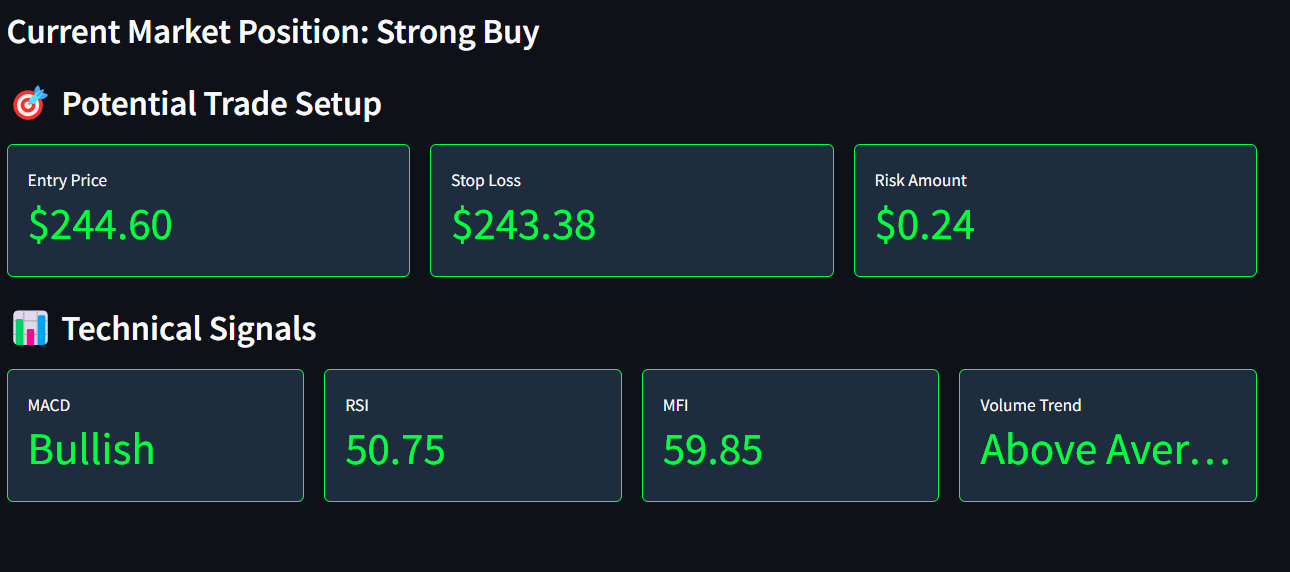 Current Market Position: Strong Buy
Potential Trade Setup
Entry Price
$244.60
Stop Loss
$243.38
Risk Amount
$0.24
Technical Signals
MACD
Bullish
RSI
50.75
MFI
59.85
Volume Trend
Above Aver...